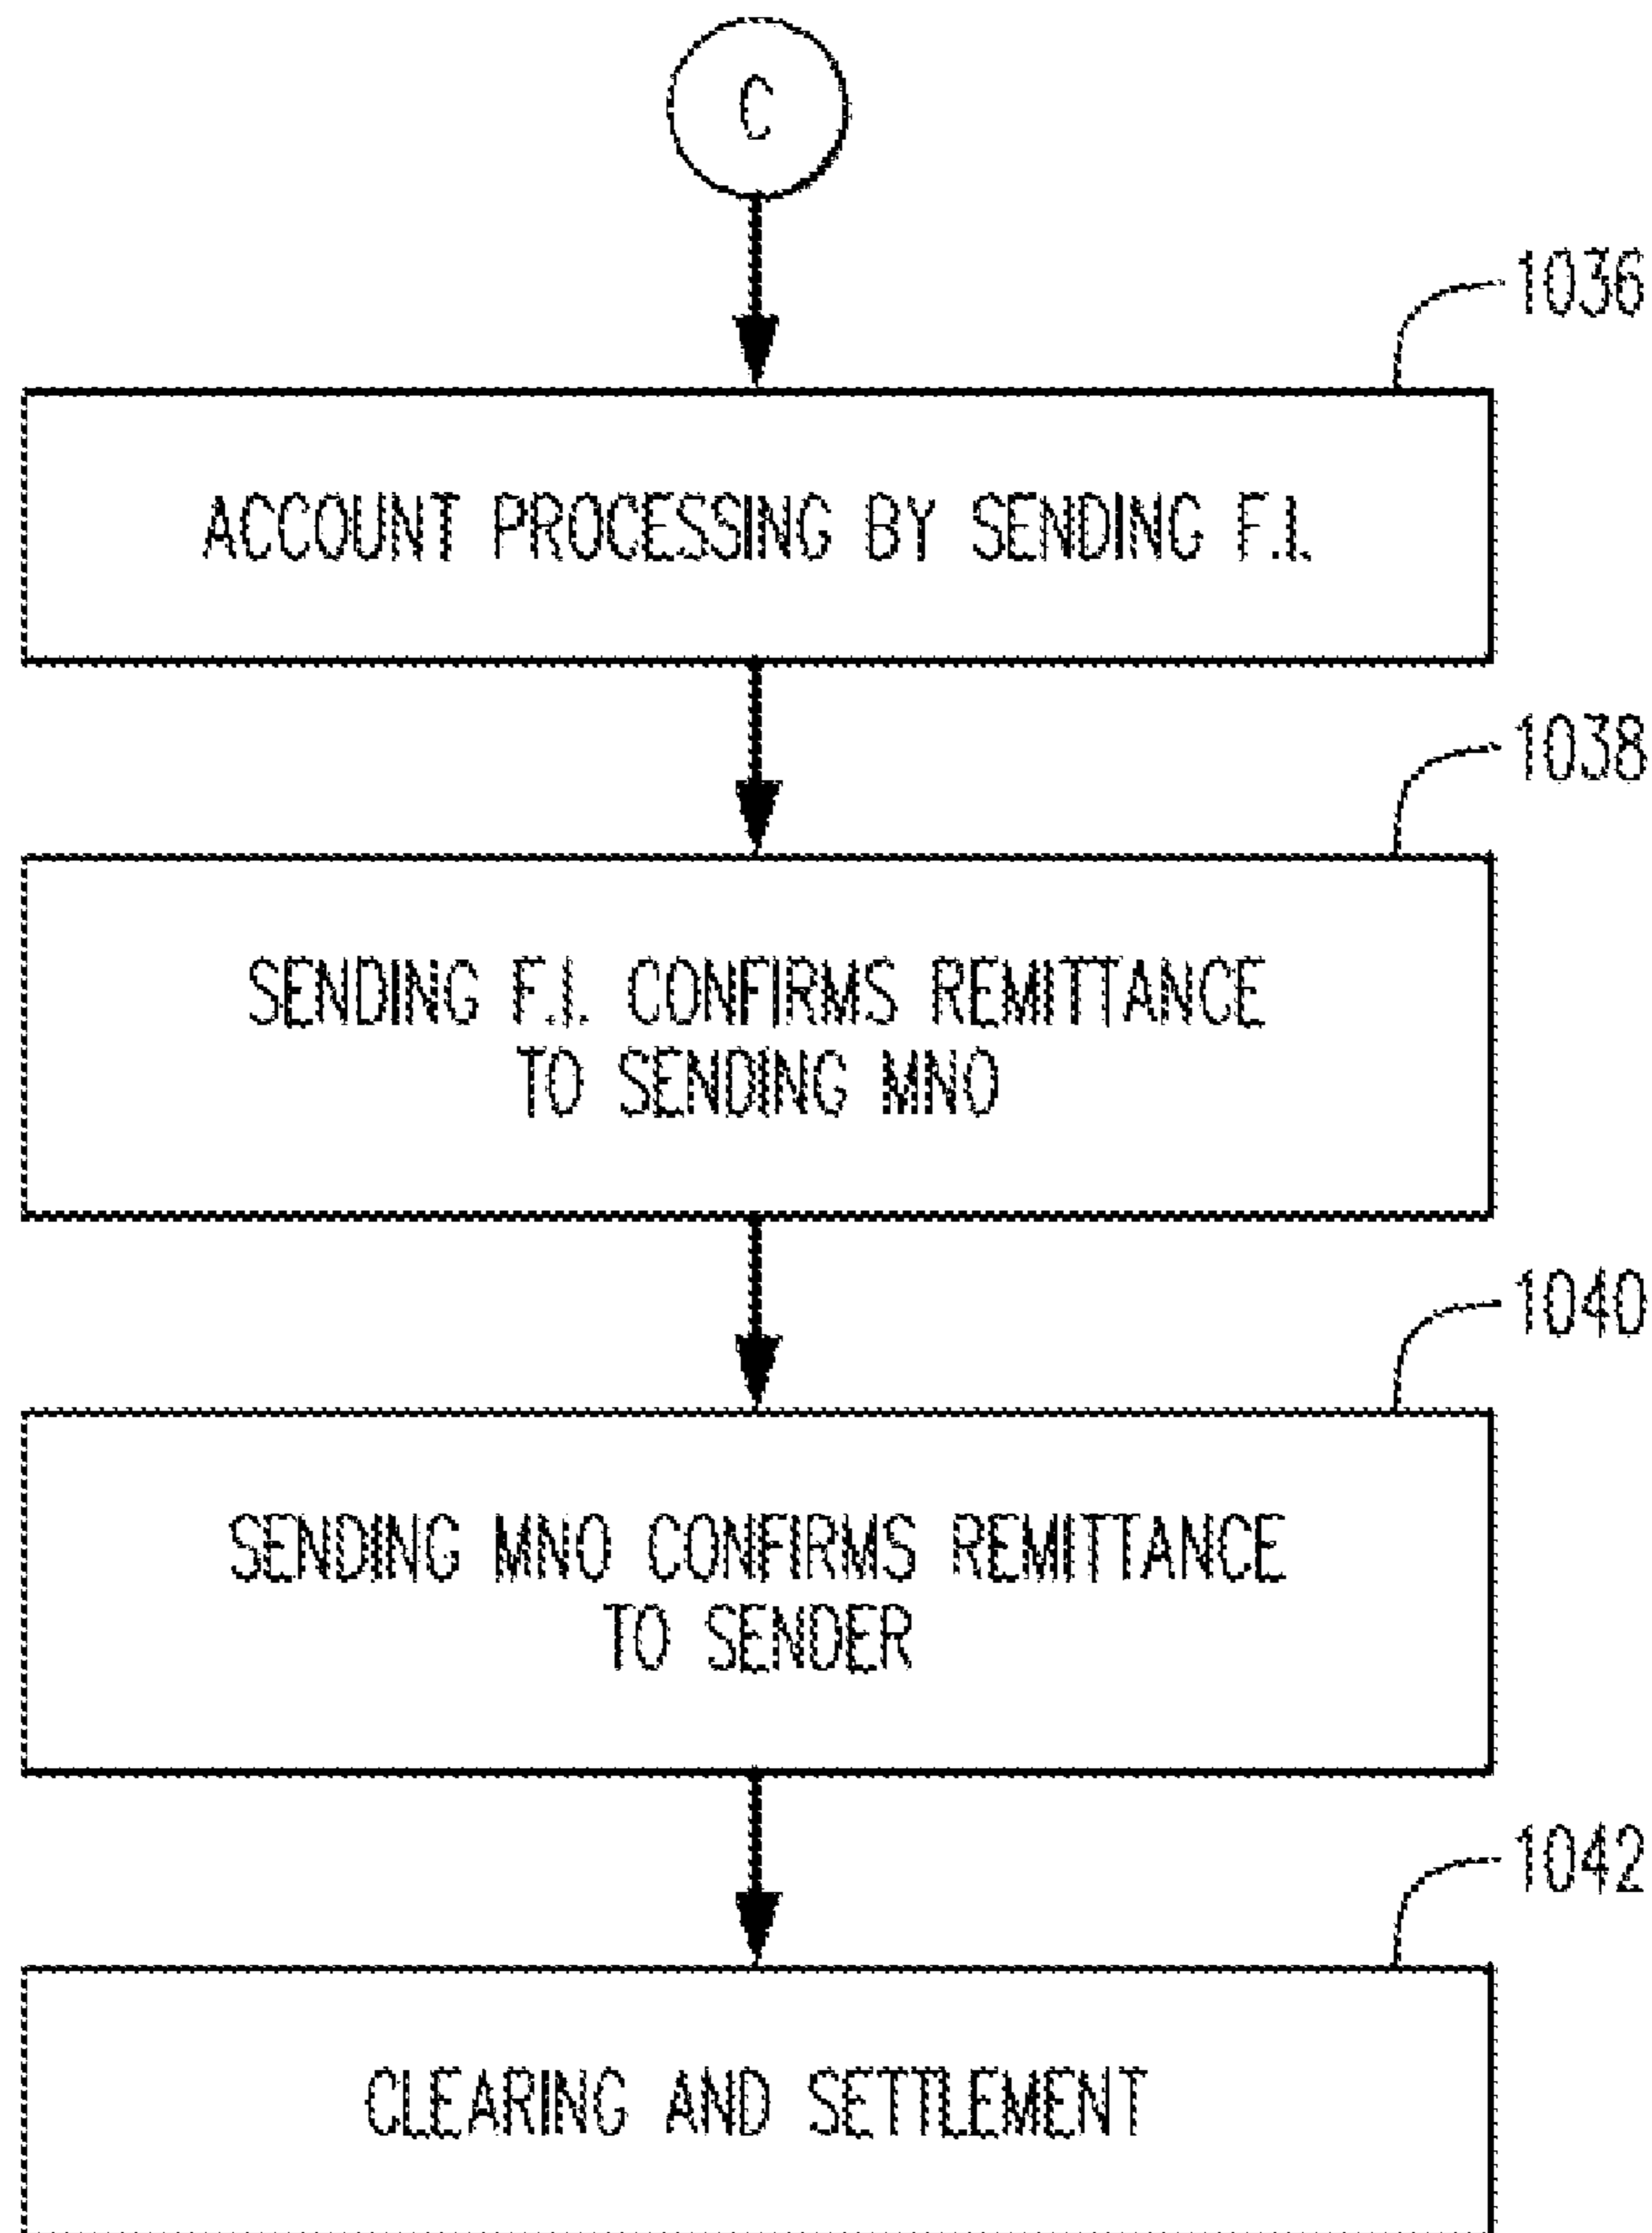 C
1036
ACCOUNT PROCESSING BY SENDING F.I.
1038
SENDING F.I. CONFIRMS REMITTANCE
TO SENDING MNO
1040
SENDING MNO CONFIRMS REMITTANCE
TO SENDER
1042
CLEARING AND SETTLEMENT